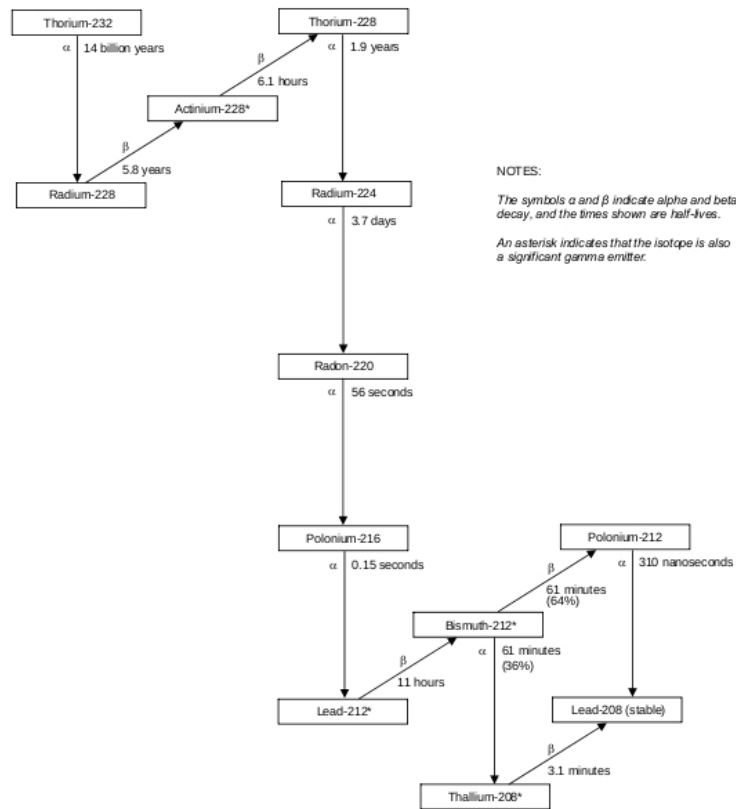 Thorium-232
Thorium-228
α 14 billion years
β
6.1 hours
α 1.9 years
Actinium-228*
β
5.8 years
Radium-228
Radium-224
α 3.7 days
NOTES:
The symbols α and β indicate alpha and beta
decay, and the times shown are half-lives.
An asterisk indicates that the isotope is also
a significant gamma emitter.
Radon-220
α 56 seconds
Polonium-216
α 0.15 seconds
Polonium-212
α 310 nanoseconds
β
61 minutes
(64%)
Bismuth-212*
α 61 minutes
(36%)
β
11 hours
Lead-212*
Lead-208 (stable)
β
3.1 minutes
Thallium-208*